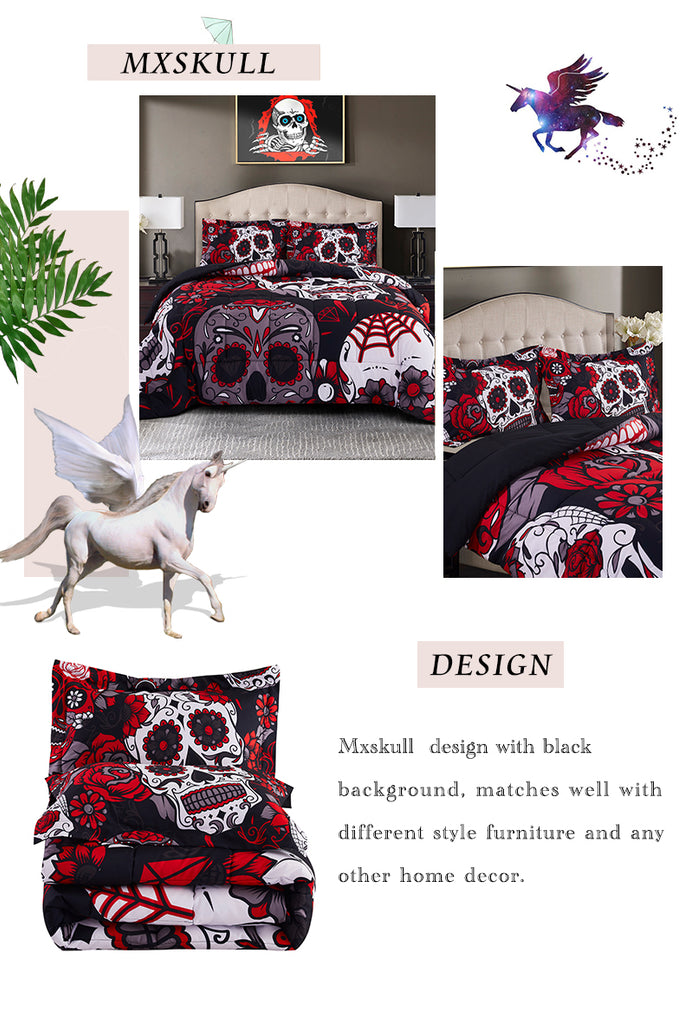 MXSKULL
DESIGN
Mxskull design with black
background, matches well with
different style furniture and any
other home decor.